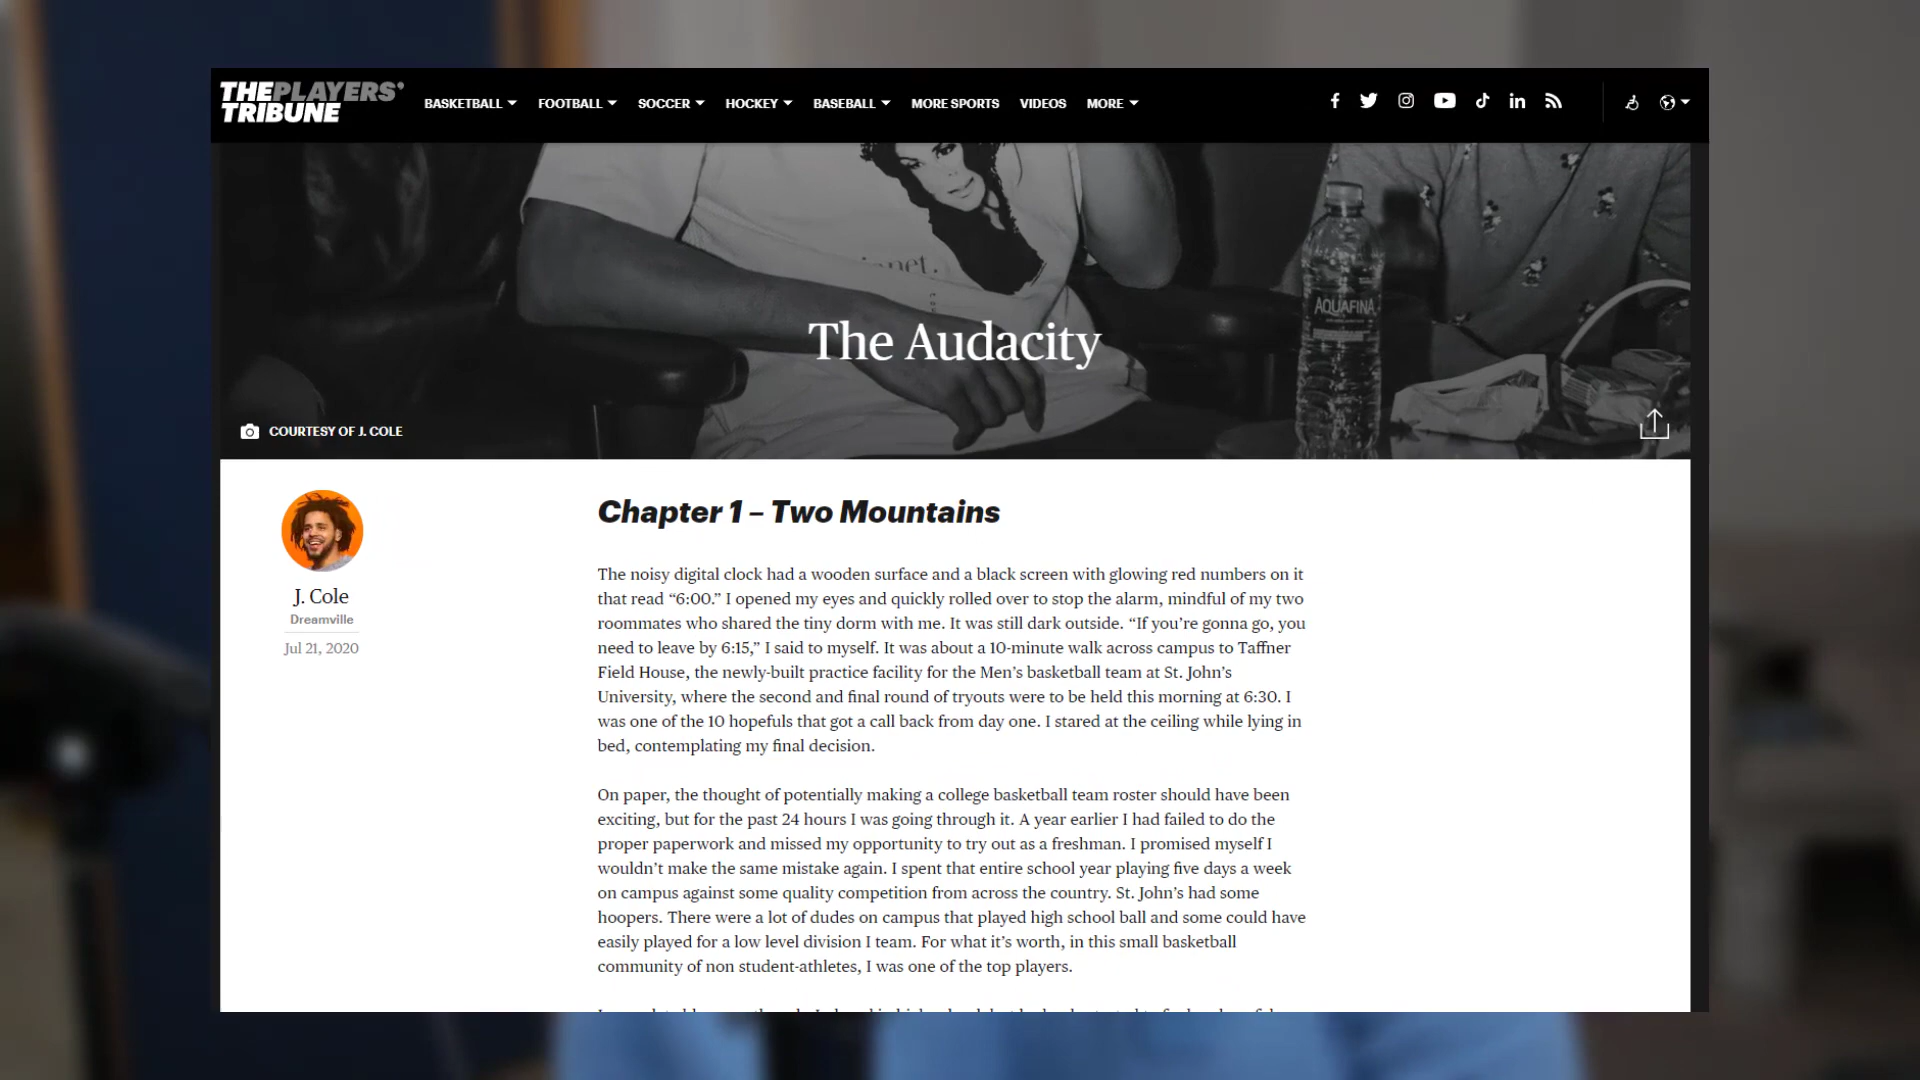 THEPLAYERS'
TRIBUNE
BASKETBALL
FOOTBALL
SOCCER
HOCKEY
BASEBALL
MORE SPORTS
VIDEOS
MORE
AQUAFINA
The Audacity
COURTESY OF J. COLE
J. Cole
Dreamville
Jul 21, 2020
Chapter 1 – Two Mountains
The noisy digital clock had a wooden surface and a black screen with glowing red numbers on it
that read “6:00.” I opened my eyes and quickly rolled over to stop the alarm, mindful of my two
roommates who shared the tiny dorm with me. It was still dark outside. “If you’re gonna go, you
need to leave by 6:15,” I said to myself. It was about a 10-minute walk across campus to Taffner
Field House, the newly-built practice facility for the Men’s basketball team at St. John’s
University, where the second and final round of tryouts were to be held this morning at 6:30. I
was one of the 10 hopefuls that got a call back from day one. I stared at the ceiling while lying in
bed, contemplating my final decision.
On paper, the thought of potentially making a college basketball team roster should have been
exciting, but for the past 24 hours I was going through it. A year earlier I had failed to do the
proper paperwork and missed my opportunity to try out as a freshman. I promised myself I
wouldn’t make the same mistake again. I spent that entire school year playing five days a week
on campus against some quality competition from across the country. St. John’s had some
hoopers. There were a lot of dudes on campus that played high school ball and some could have
easily played for a low level division I team. For what it’s worth, in this small basketball
community of non student-athletes, I was one of the top players.